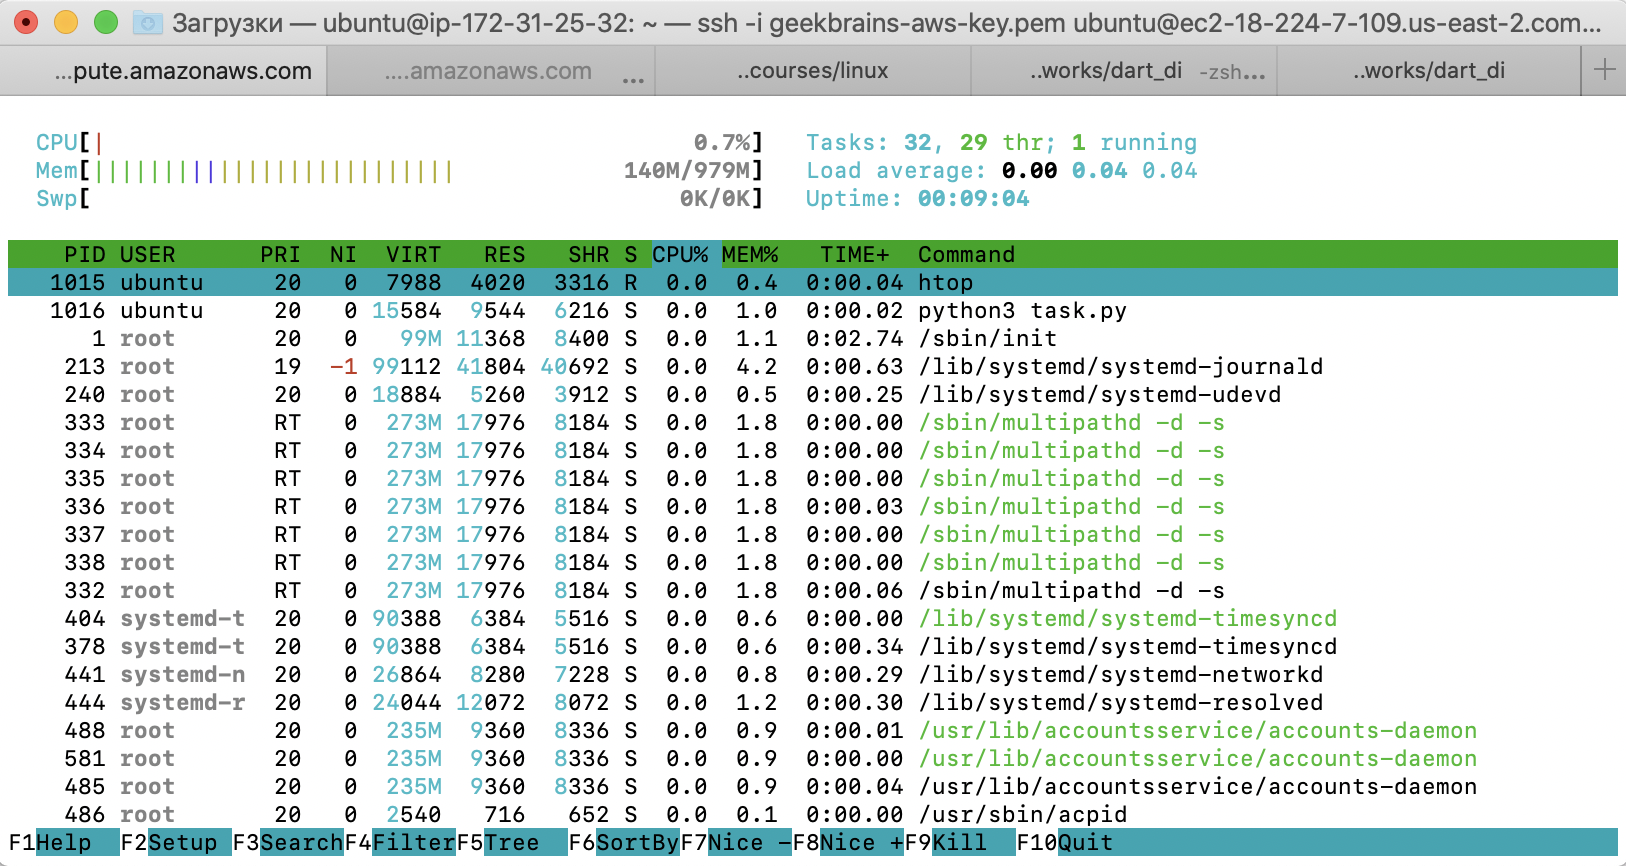 Загрузки — ubuntu@ip-172-31-25-32: ~ — ssh -i geekbrains-aws-key.pem ubuntu@ec2-18-224-7-109.us-east-2.com...
...pute.amazonaws.com ....amazonaws.com ... ..courses/linux ..works/dart_di -zsh... ..works/dart_di +
CPU[| 0.7%] Tasks: 32, 29 thr; 1 running
Mem[|||||||||||||||||||||||||| 140M/979M] Load average: 0.00 0.04 0.04
Swp[ 0K/0K] Uptime: 00:09:04
PID USER PRI NI VIRT RES SHR S CPU% MEM% TIME+ Command
1015 ubuntu 20 0 7988 4020 3316 R 0.0 0.4 0:00.04 htop
1016 ubuntu 20 0 15584 9544 6216 S 0.0 1.0 0:00.02 python3 task.py
1 root 20 0 99M 11368 8400 S 0.0 1.1 0:02.74 /sbin/init
213 root 19 -1 99112 41804 40692 S 0.0 4.2 0:00.63 /lib/systemd/systemd-journald
240 root 20 0 18884 5260 3912 S 0.0 0.5 0:00.25 /lib/systemd/systemd-udevd
333 root RT 0 273M 17976 8184 S 0.0 1.8 0:00.00 /sbin/multipathd -d -s
334 root RT 0 273M 17976 8184 S 0.0 1.8 0:00.00 /sbin/multipathd -d -s
335 root RT 0 273M 17976 8184 S 0.0 1.8 0:00.00 /sbin/multipathd -d -s
336 root RT 0 273M 17976 8184 S 0.0 1.8 0:00.03 /sbin/multipathd -d -s
337 root RT 0 273M 17976 8184 S 0.0 1.8 0:00.00 /sbin/multipathd -d -s
338 root RT 0 273M 17976 8184 S 0.0 1.8 0:00.00 /sbin/multipathd -d -s
332 root RT 0 273M 17976 8184 S 0.0 1.8 0:00.06 /sbin/multipathd -d -s
404 systemd-t 20 0 90388 6384 5516 S 0.0 0.6 0:00.00 /lib/systemd/systemd-timesyncd
378 systemd-t 20 0 90388 6384 5516 S 0.0 0.6 0:00.34 /lib/systemd/systemd-timesyncd
441 systemd-n 20 0 26864 8280 7228 S 0.0 0.8 0:00.29 /lib/systemd/systemd-networkd
444 systemd-r 20 0 24044 12072 8072 S 0.0 1.2 0:00.30 /lib/systemd/systemd-resolved
488 root 20 0 235M 9360 8336 S 0.0 0.9 0:00.01 /usr/lib/accountsservice/accounts-daemon
581 root 20 0 235M 9360 8336 S 0.0 0.9 0:00.00 /usr/lib/accountsservice/accounts-daemon
485 root 20 0 235M 9360 8336 S 0.0 0.9 0:00.04 /usr/lib/accountsservice/accounts-daemon
486 root 20 0 2540 716 652 S 0.0 0.1 0:00.00 /usr/sbin/acpid
F1Help F2Setup F3SearchF4FilterF5Tree F6SortByF7Nice -F8Nice +F9Kill F10Quit